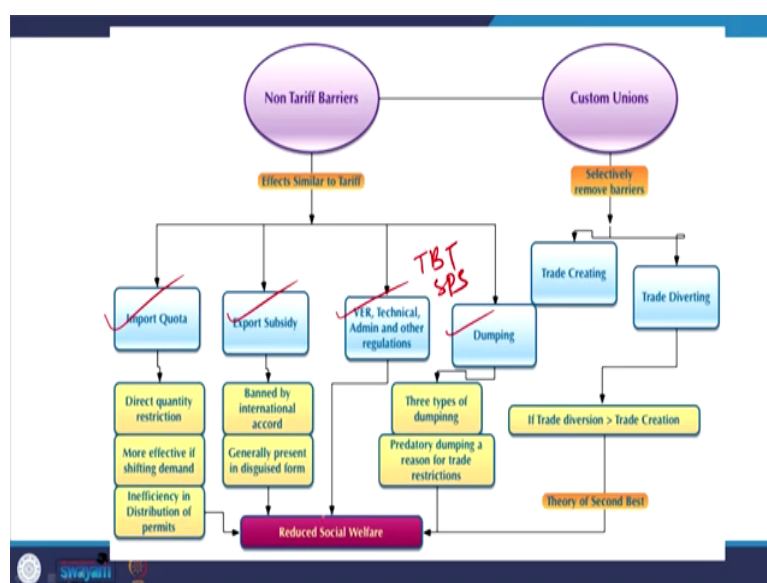 Non Tariff Barriers
Custom Unions
Effects Similar to Tariff
Selectively
remove barriers
TBT
SPS
Import Quota
Export Subsidy
VER, Technical,
Admin and other
regulations
Dumping
Trade Creating
Trade Diverting
Direct quantity
restriction
More effective if
shifting demand
Inefficiency in
Distribution of
permits
Banned by
international
accord
Generally present
in disguised form
Three types of
dumpinng
Predatory dumping a
reason for trade
restrictions
If Trade diversion > Trade Creation
Theory of Second Best
Reduced Social Welfare
swayam